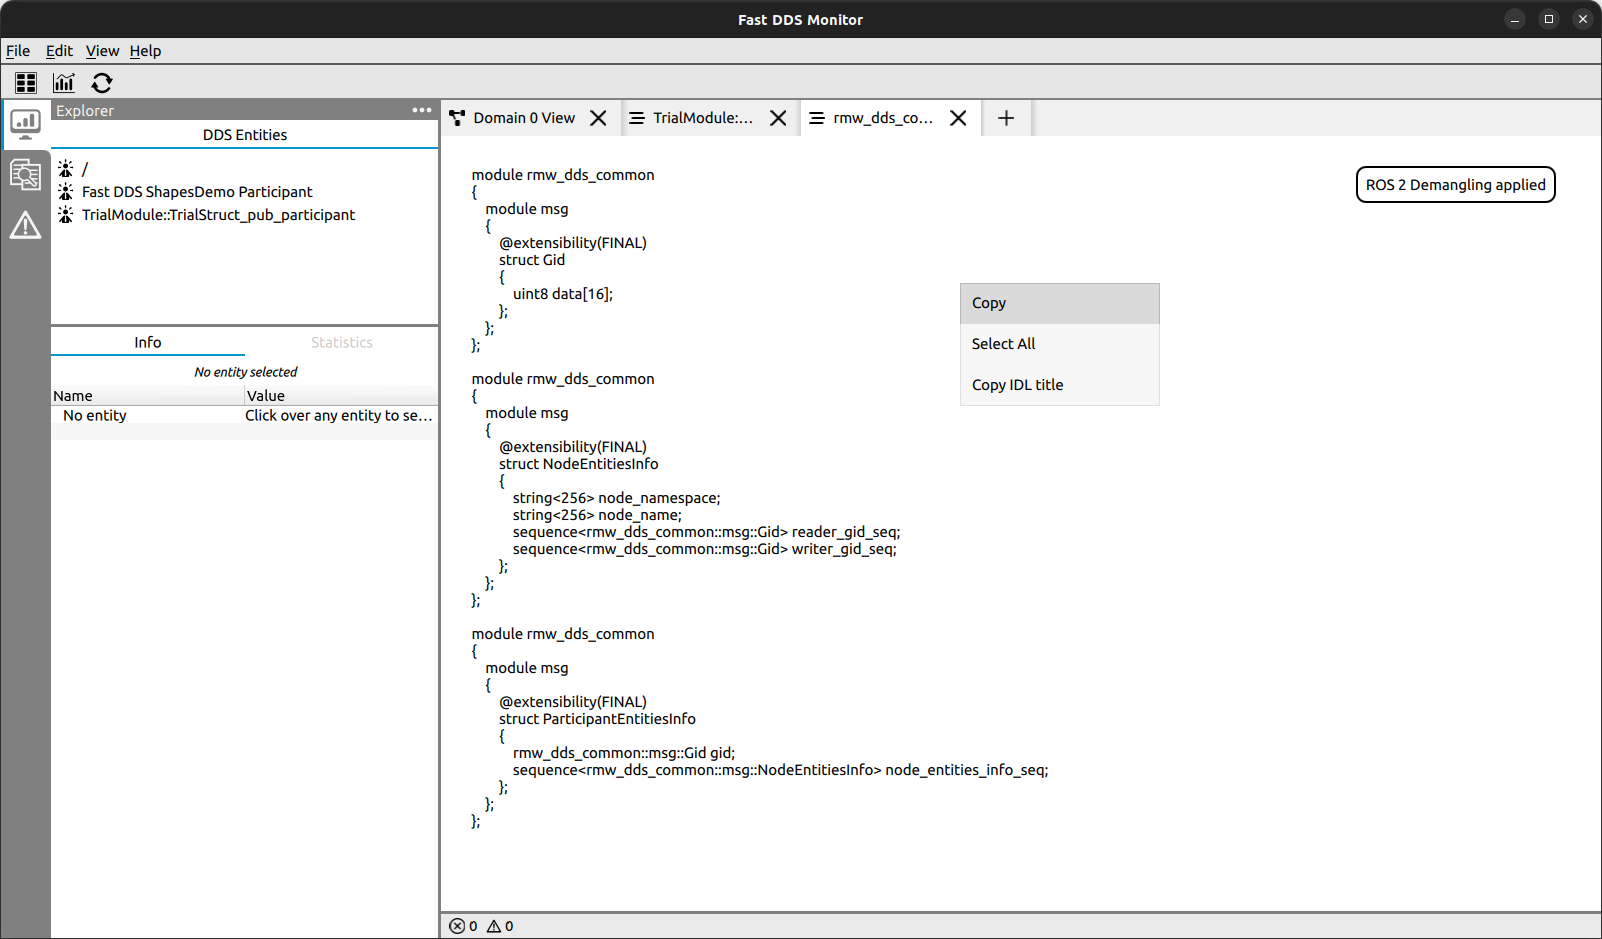 Fast DDS Monitor
File Edit View Help
Explorer
DDS Entities
/
Fast DDS ShapesDemo Participant
TrialModule::TrialStruct_pub_participant
Info Statistics
No entity selected
Name Value
No entity Click over any entity to se...
Domain 0 View TrialModule:... rmw_dds_co...
ROS 2 Demangling applied
module rmw_dds_common
{
module msg
{
@extensibility(FINAL)
struct Gid
{
uint8 data[16];
};
};
};
module rmw_dds_common
{
module msg
{
@extensibility(FINAL)
struct NodeEntitiesInfo
{
string<256> node_namespace;
string<256> node_name;
sequence<rmw_dds_common::msg::Gid> reader_gid_seq;
sequence<rmw_dds_common::msg::Gid> writer_gid_seq;
};
};
};
module rmw_dds_common
{
module msg
{
@extensibility(FINAL)
struct ParticipantEntitiesInfo
{
rmw_dds_common::msg::Gid gid;
sequence<rmw_dds_common::msg::NodeEntitiesInfo> node_entities_info_seq;
};
};
};
Copy
Select All
Copy IDL title
0 0